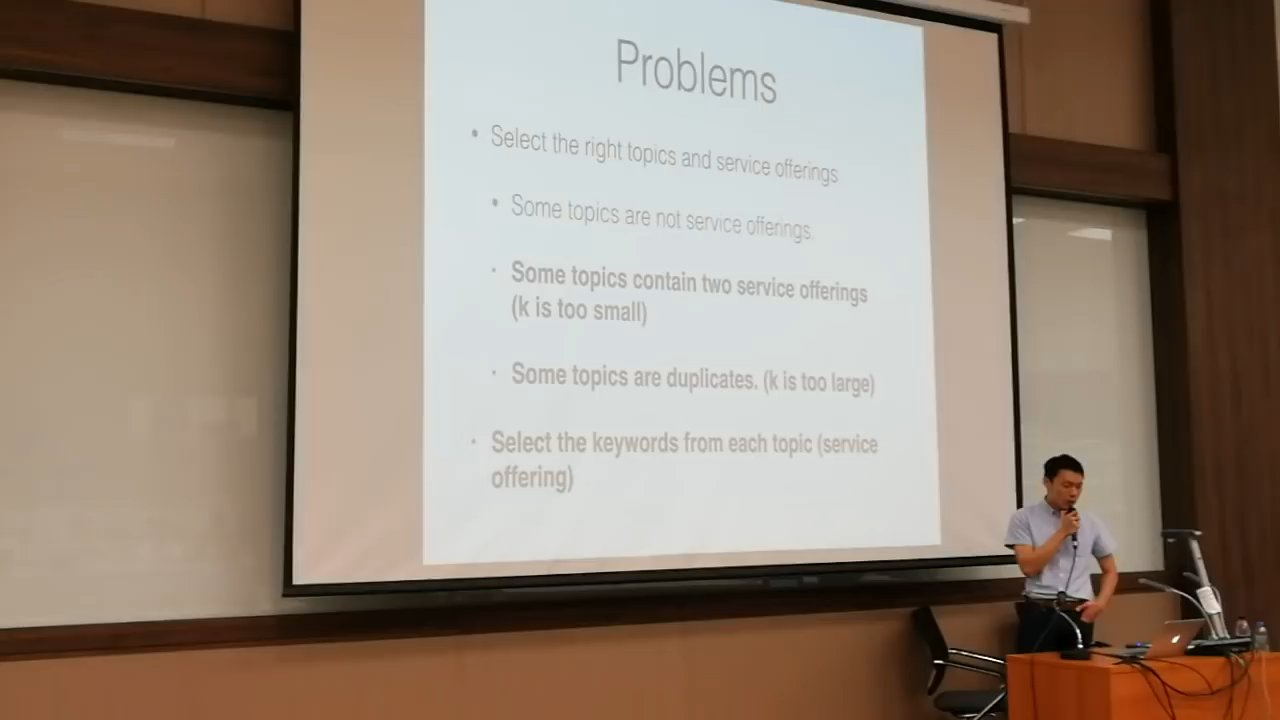 Problems
• Select the right topics and service offerings
• Some topics are not service offerings.
• Some topics contain two service offerings
(k is too small)
• Some topics are duplicates. (k is too large)
• Select the keywords from each topic (service
offering)